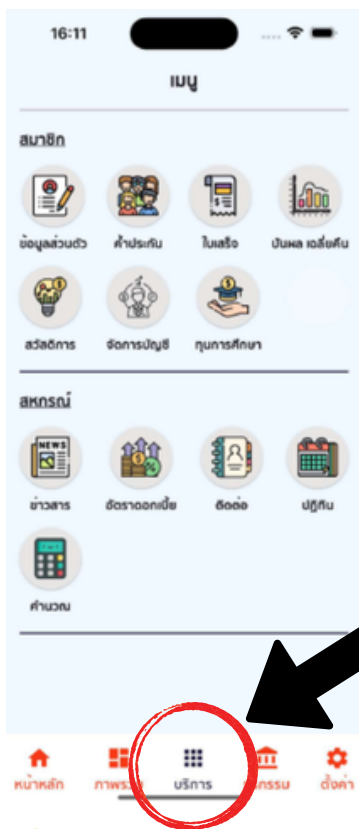 16:11
เมนู
สมาชิก
ข้อมูลส่วนตัว ค้ำประกัน ใบเสร็จ ปันผล เฉลี่ยคืน
สวัสดิการ จัดการบัญชี ทุนการศึกษา
สหกรณ์
NEWS
ข่าวสาร อัตราดอกเบี้ย ติดต่อ ปฏิทิน
คำนวณ
หน้าหลัก บริการ ตั้งค่า